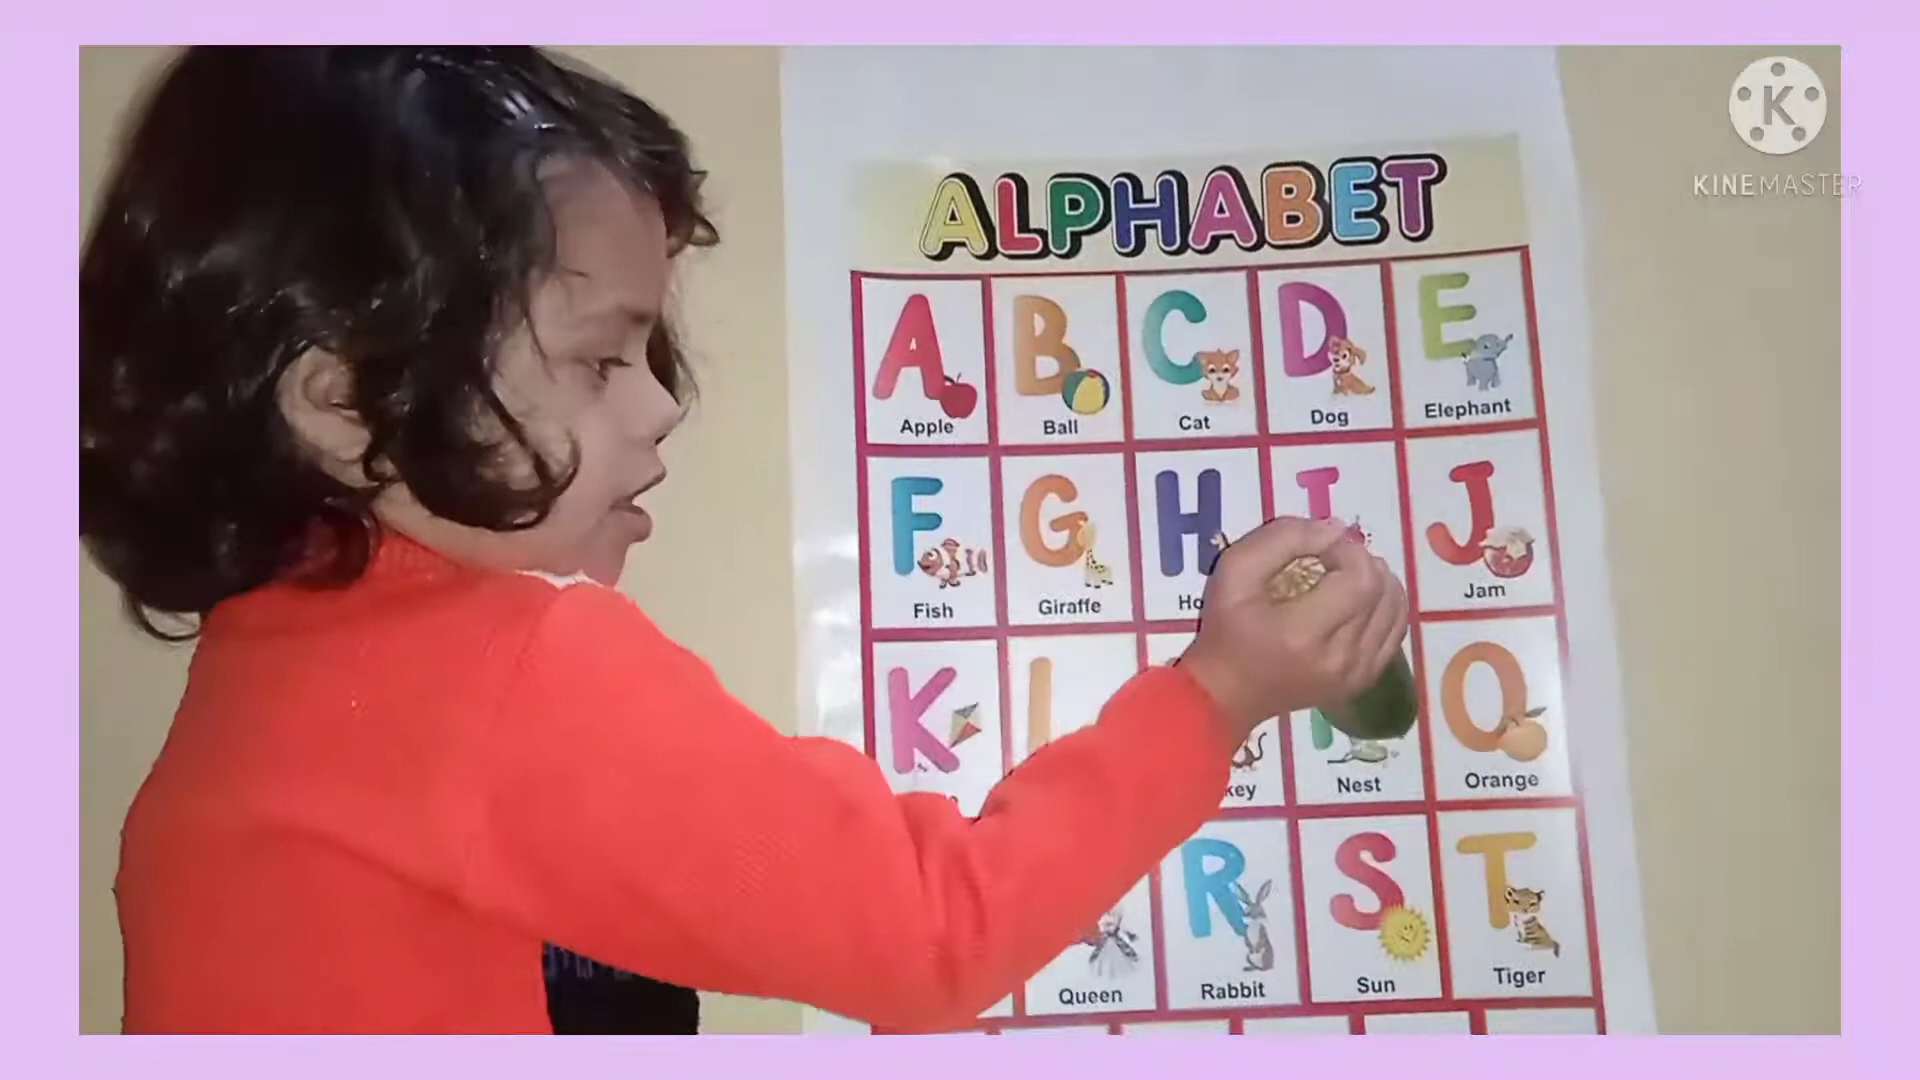 K
KINEMASTER
ALPHABET
A B C D E
Apple Ball Cat Dog Elephant
F G H I J
Fish Giraffe Jam
K O
Nest Orange
R S T
Queen Rabbit Sun Tiger